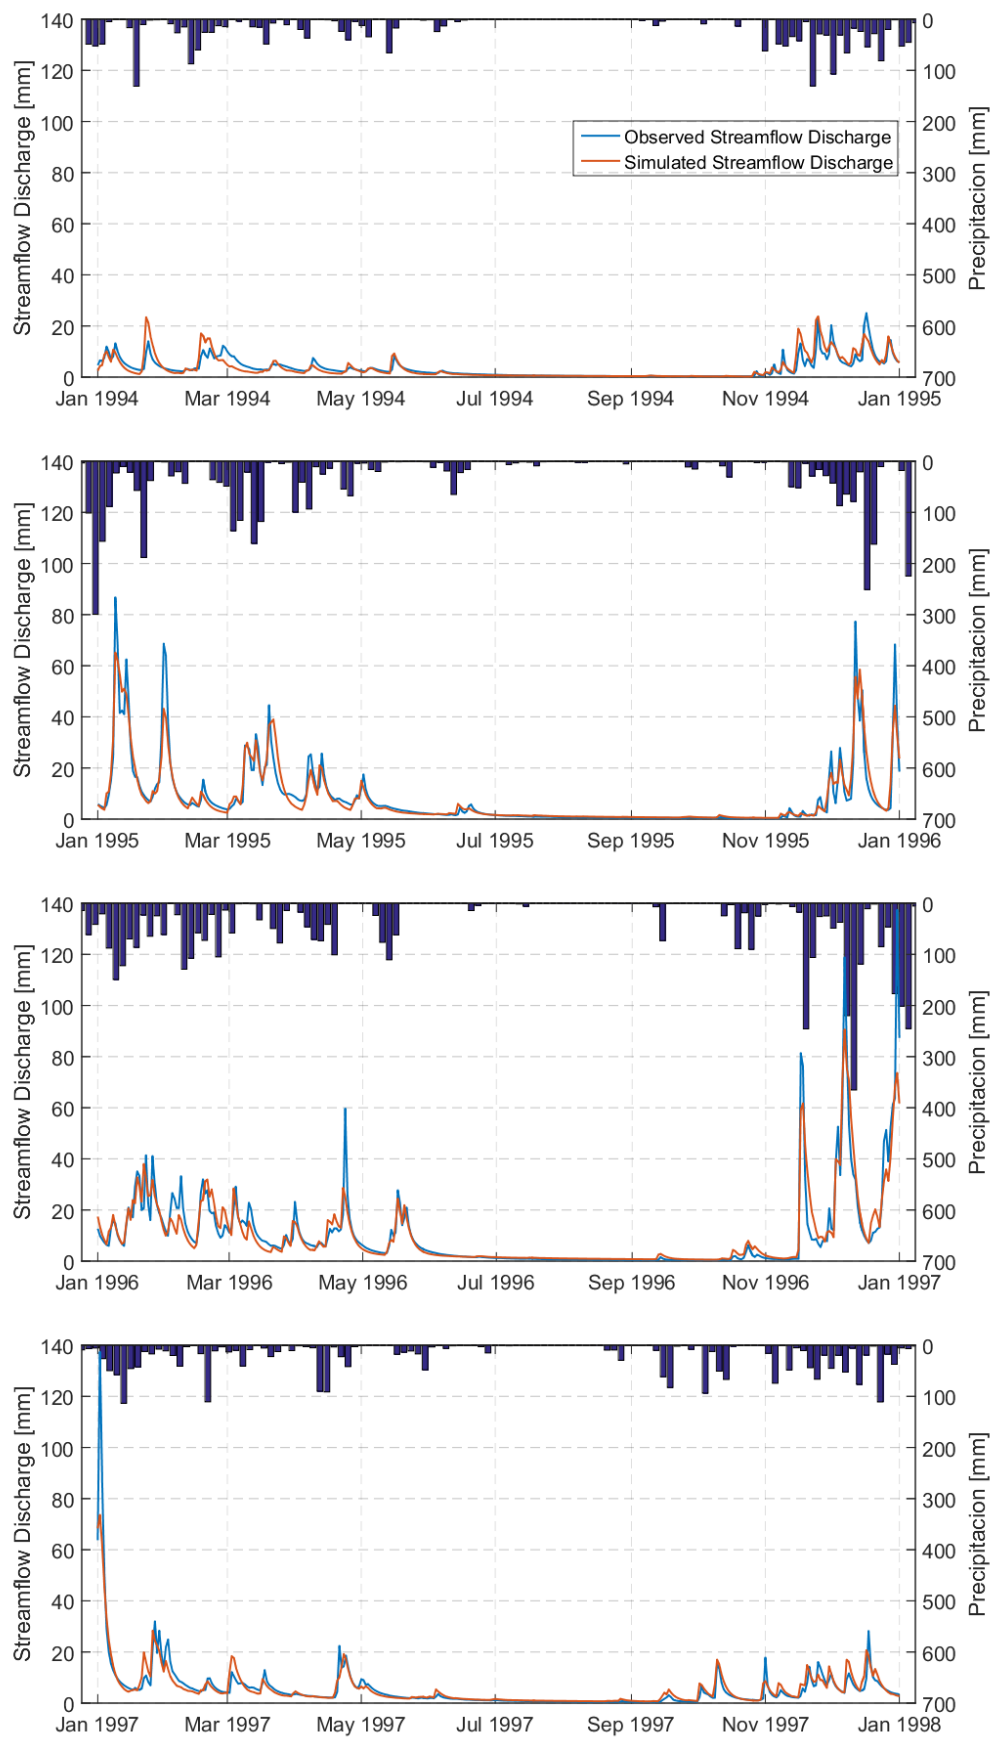 140 0
120 100
100 200
80 300
60 400
40 500
20 600
0 700
Streamflow Discharge [mm]
Precipitacion [mm]
Observed Streamflow Discharge
Simulated Streamflow Discharge
Jan 1994 Mar 1994 May 1994 Jul 1994 Sep 1994 Nov 1994 Jan 1995
140 0
120 100
100 200
80 300
60 400
40 500
20 600
0 700
Streamflow Discharge [mm]
Precipitacion [mm]
Jan 1995 Mar 1995 May 1995 Jul 1995 Sep 1995 Nov 1995 Jan 1996
140 0
120 100
100 200
80 300
60 400
40 500
20 600
0 700
Streamflow Discharge [mm]
Precipitacion [mm]
Jan 1996 Mar 1996 May 1996 Jul 1996 Sep 1996 Nov 1996 Jan 1997
140 0
120 100
100 200
80 300
60 400
40 500
20 600
0 700
Streamflow Discharge [mm]
Precipitacion [mm]
Jan 1997 Mar 1997 May 1997 Jul 1997 Sep 1997 Nov 1997 Jan 1998